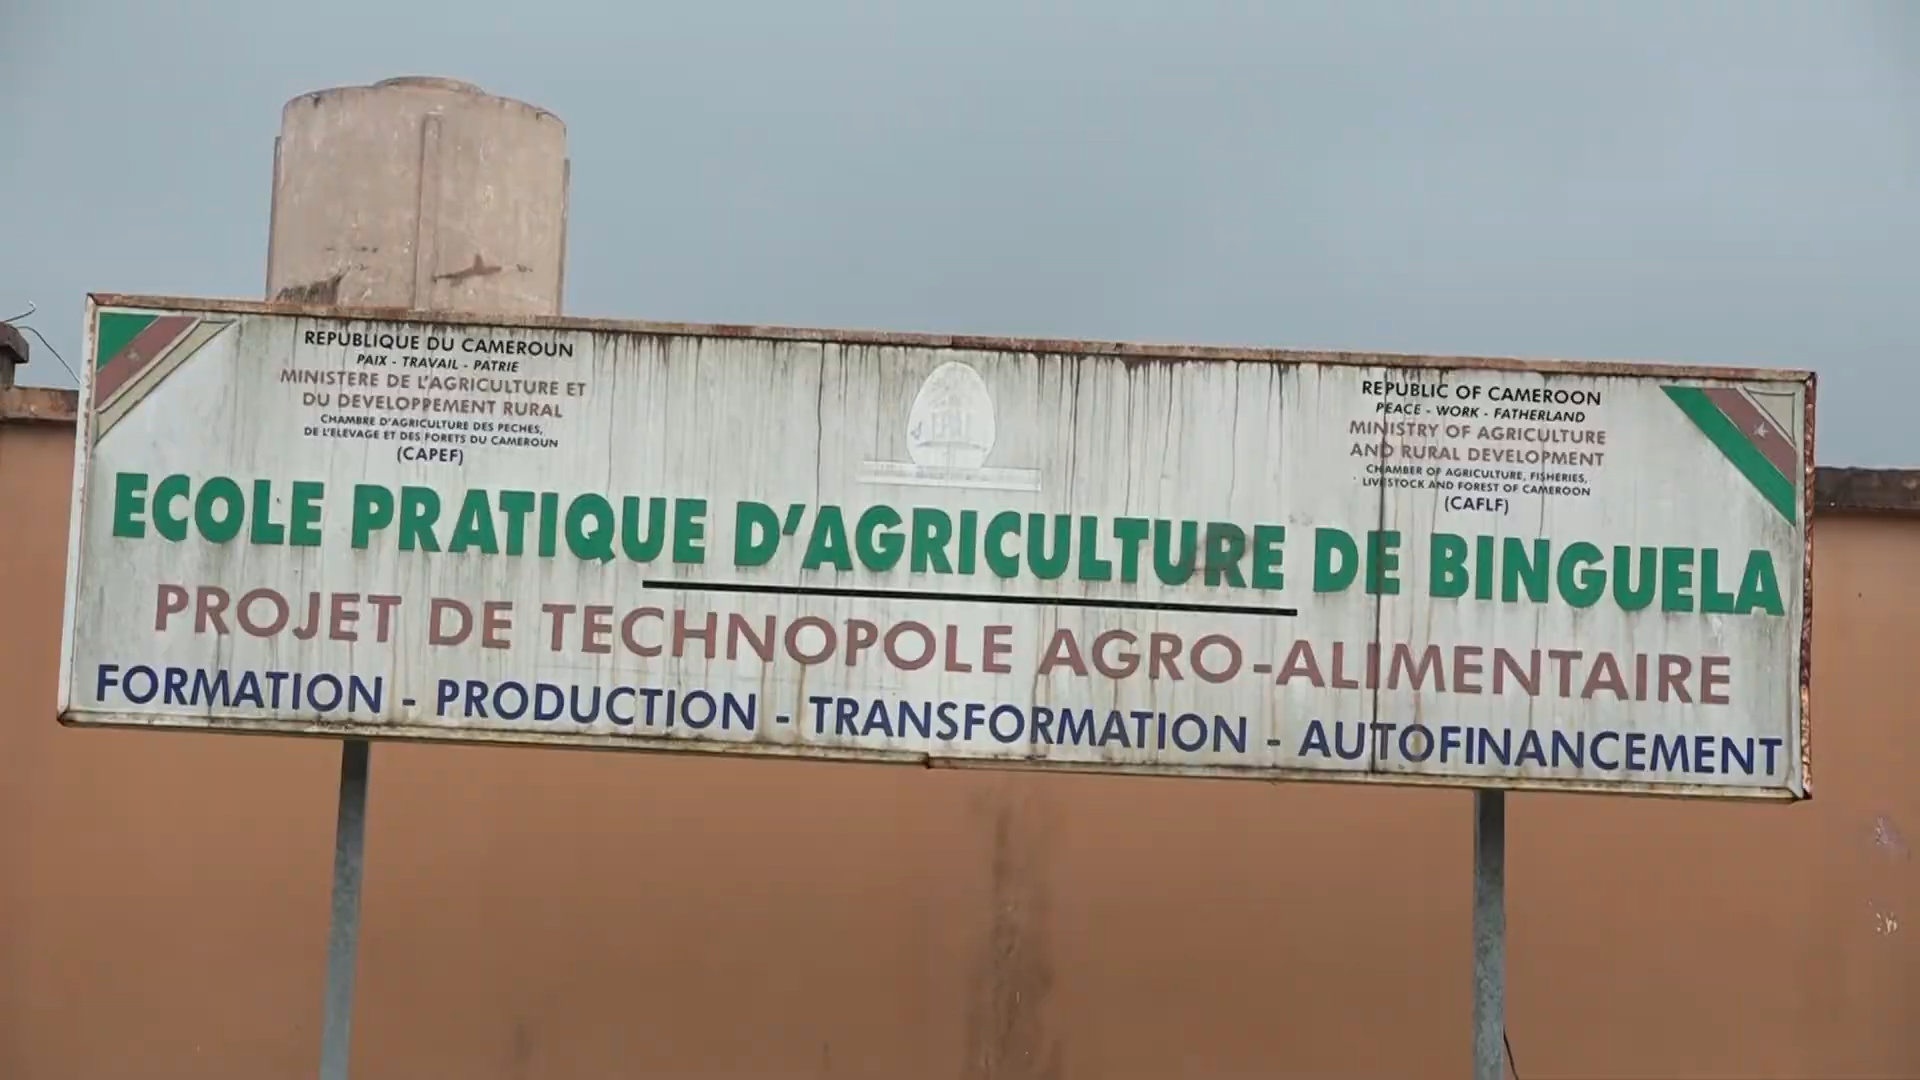 REPUBLIQUE DU CAMEROUN
PAIX - TRAVAIL - PATRIE
MINISTERE DE L'AGRICULTURE ET
DU DEVELOPPEMENT RURAL
CHAMBRE D'AGRICULTURE DES PECHES,
DE L'ELEVAGE ET DES FORETS DU CAMEROUN
(CAPEF)
REPUBLIC OF CAMEROON
PEACE - WORK - FATHERLAND
MINISTRY OF AGRICULTURE
AND RURAL DEVELOPMENT
CHAMBER OF AGRICULTURE, FISHERIES,
LIVESTOCK AND FOREST OF CAMEROON
(CAFLF)
ECOLE PRATIQUE D'AGRICULTURE DE BINGUELA
PROJET DE TECHNOPOLE AGRO-ALIMENTAIRE
FORMATION - PRODUCTION - TRANSFORMATION - AUTOFINANCEMENT